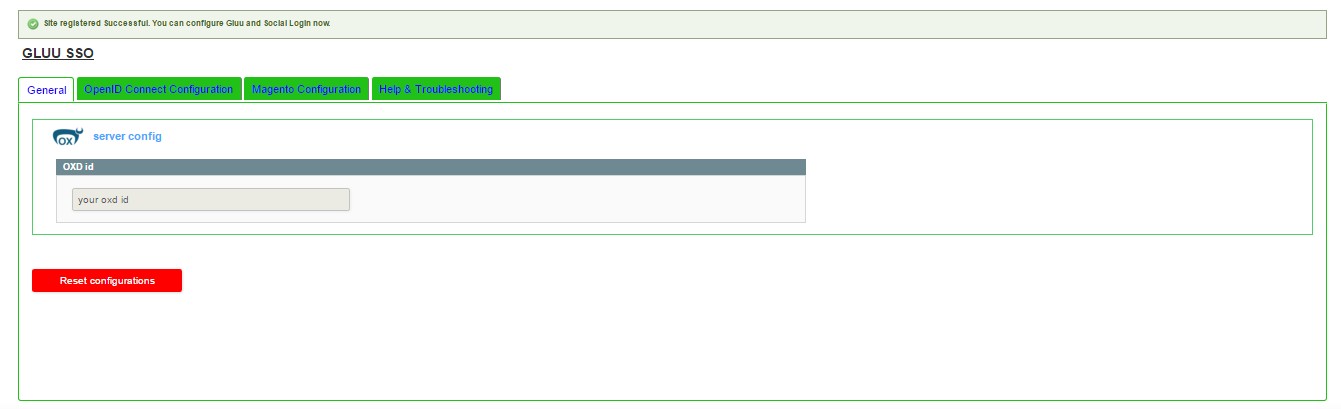 Site registered Successful. You can configure Gluu and Social Login now.
GLUU SSO
General
OpenID Connect Configuration
Magento Configuration
Help & Troubleshooting
OX
server config
OXD id
your oxd id
Reset configurations